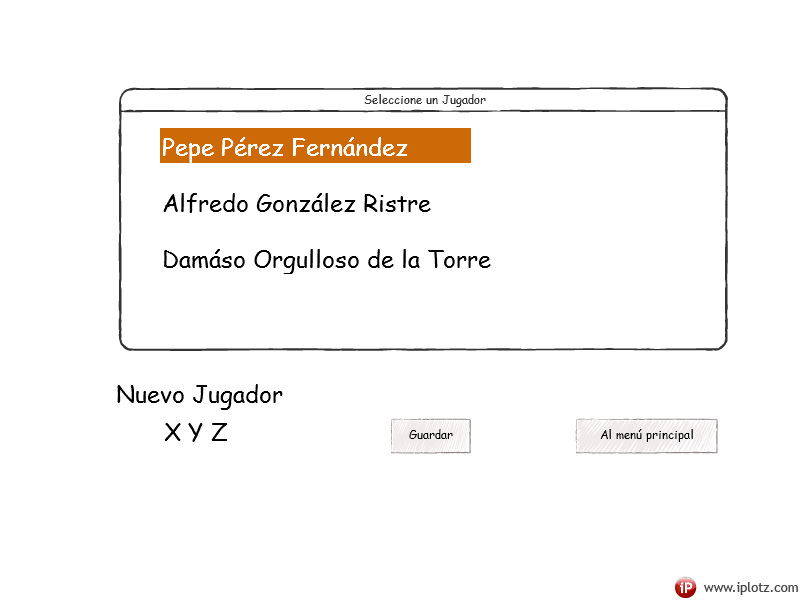 Seleccione un Jugador
Pepe Pérez Fernández
Alfredo González Ristre
Damáso Orgulloso de la Torre
Nuevo Jugador
X Y Z
Guardar
Al menú principal
iP www.iplotz.com